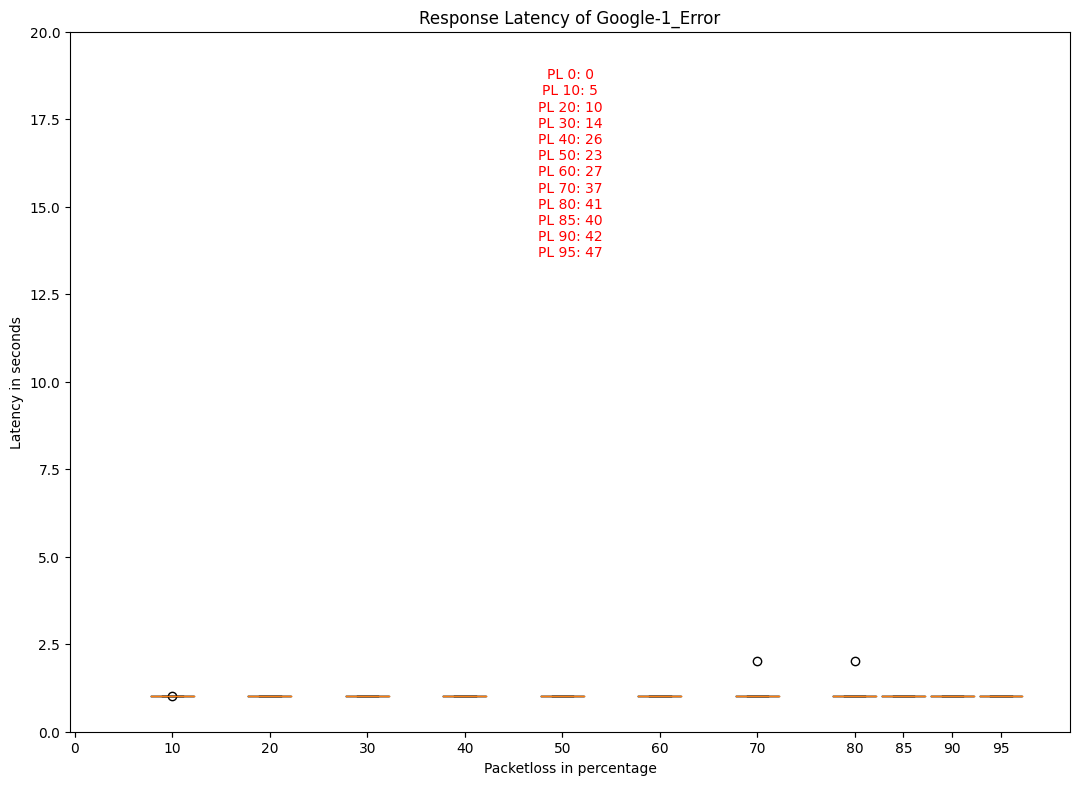 Response Latency of Google-1_Error
20.0
17.5
15.0
12.5
10.0
7.5
5.0
2.5
0.0
Latency in seconds
PL 0: 0
PL 10: 5
PL 20: 10
PL 30: 14
PL 40: 26
PL 50: 23
PL 60: 27
PL 70: 37
PL 80: 41
PL 85: 40
PL 90: 42
PL 95: 47
0 10 20 30 40 50 60 70 80 85 90 95
Packetloss in percentage